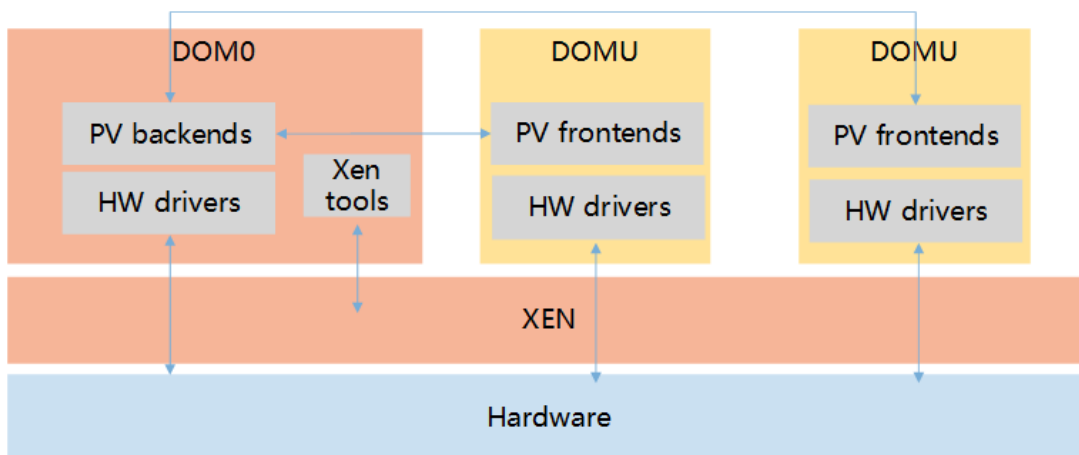 DOM0
PV backends
HW drivers
Xen
tools
DOMU
PV frontends
HW drivers
DOMU
PV frontends
HW drivers
XEN
Hardware